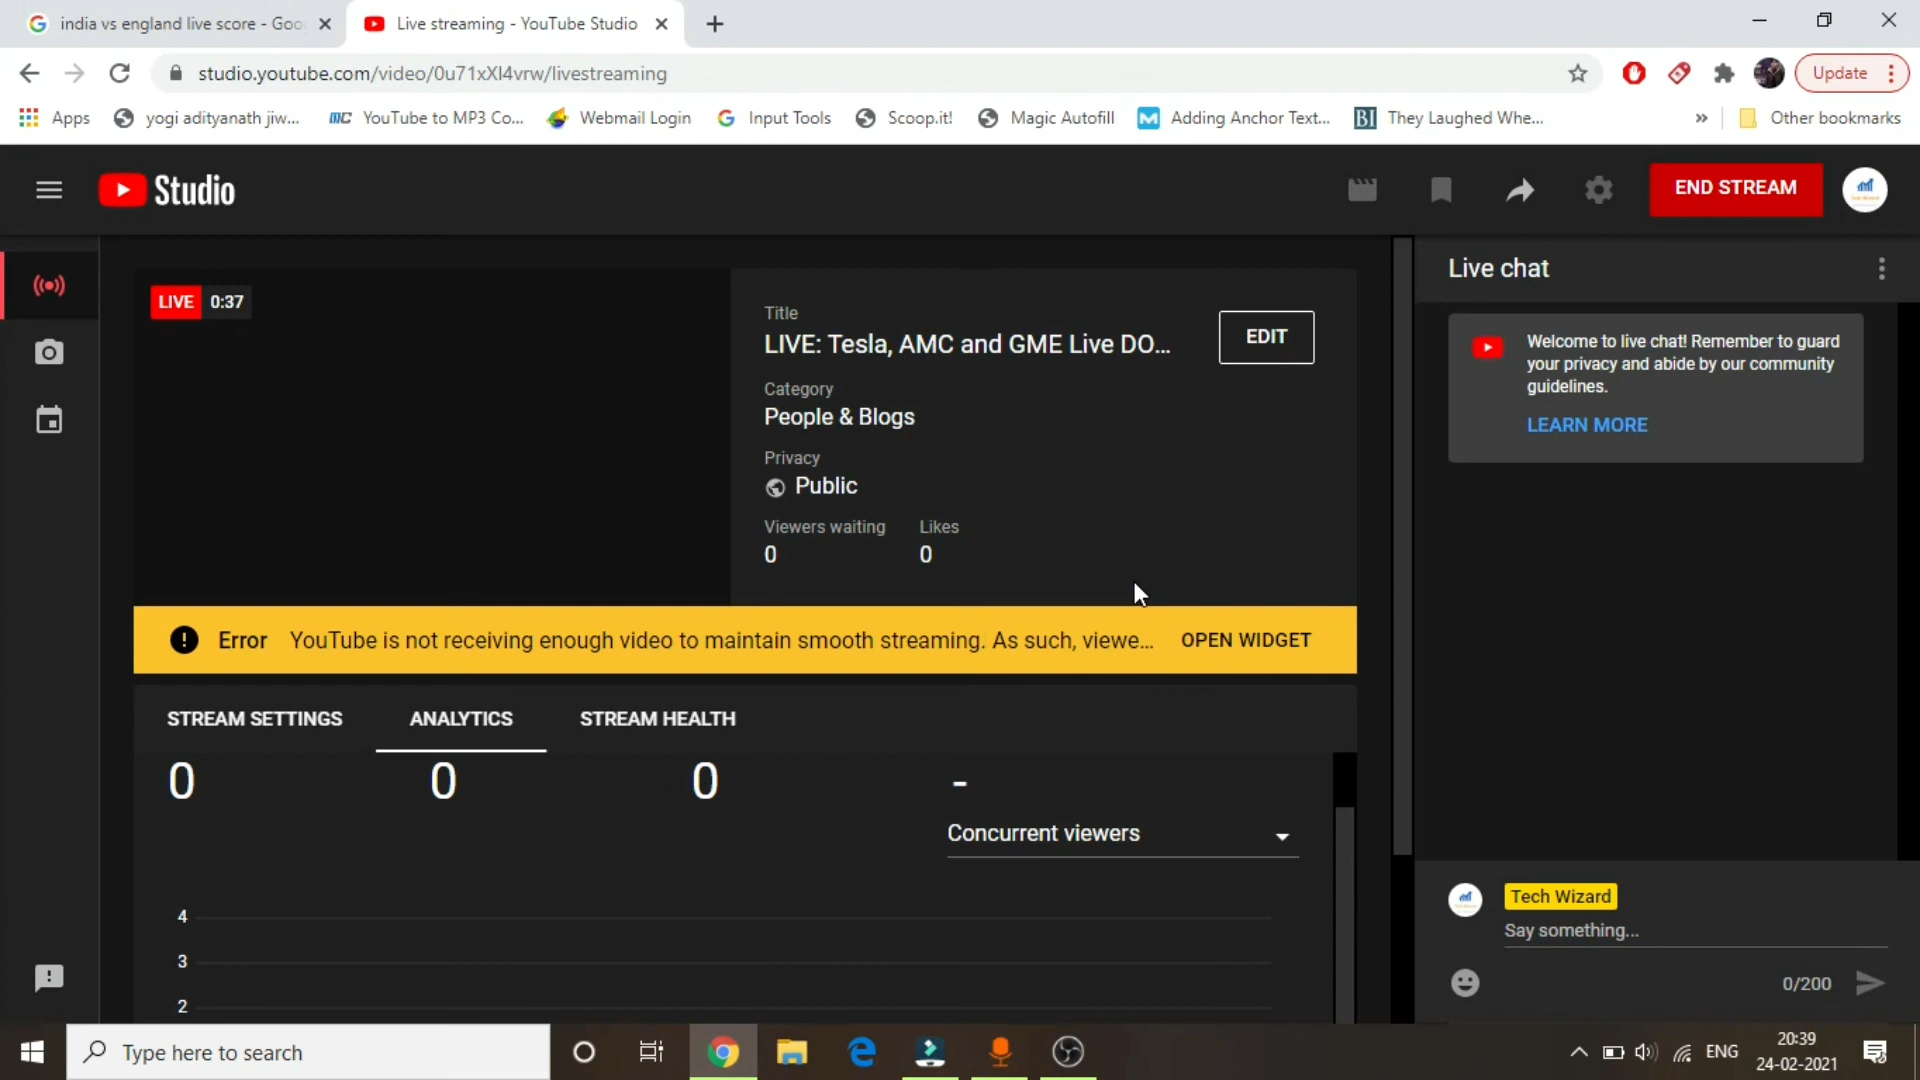 india vs england live score - Goo
Live streaming - YouTube Studio
studio.youtube.com/video/0u71xXl4vrw/livestreaming
Update
Apps
yogi adityanath jiw...
YouTube to MP3 Co...
Webmail Login
Input Tools
Scoop.it!
Magic Autofill
Adding Anchor Text...
BI They Laughed Whe...
»
Other bookmarks
Studio
END STREAM
LIVE 0:37
Title
LIVE: Tesla, AMC and GME Live DO...
EDIT
Category
People & Blogs
Privacy
Public
Viewers waiting Likes
0 0
Error YouTube is not receiving enough video to maintain smooth streaming. As such, viewe... OPEN WIDGET
STREAM SETTINGS ANALYTICS STREAM HEALTH
0 0 0 -
Concurrent viewers
4
3
2
Live chat
Welcome to live chat! Remember to guard
your privacy and abide by our community
guidelines.
LEARN MORE
Tech Wizard
Say something...
0/200
Type here to search
ENG
20:39
24-02-2021